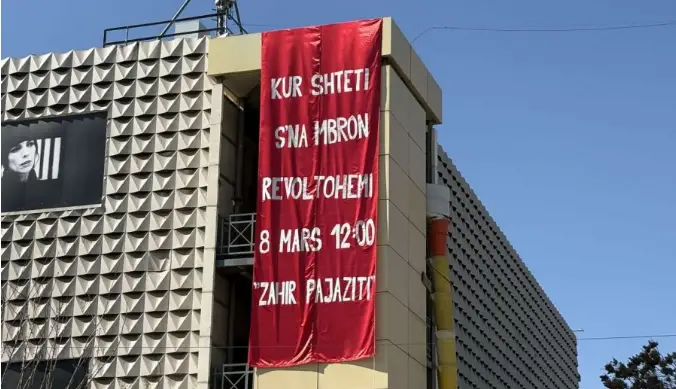 KUR SHTETI
S'NA MBRON
REVOLTOHEMI
8 MARS 12:00
"ZAHIR PAJAZITI"